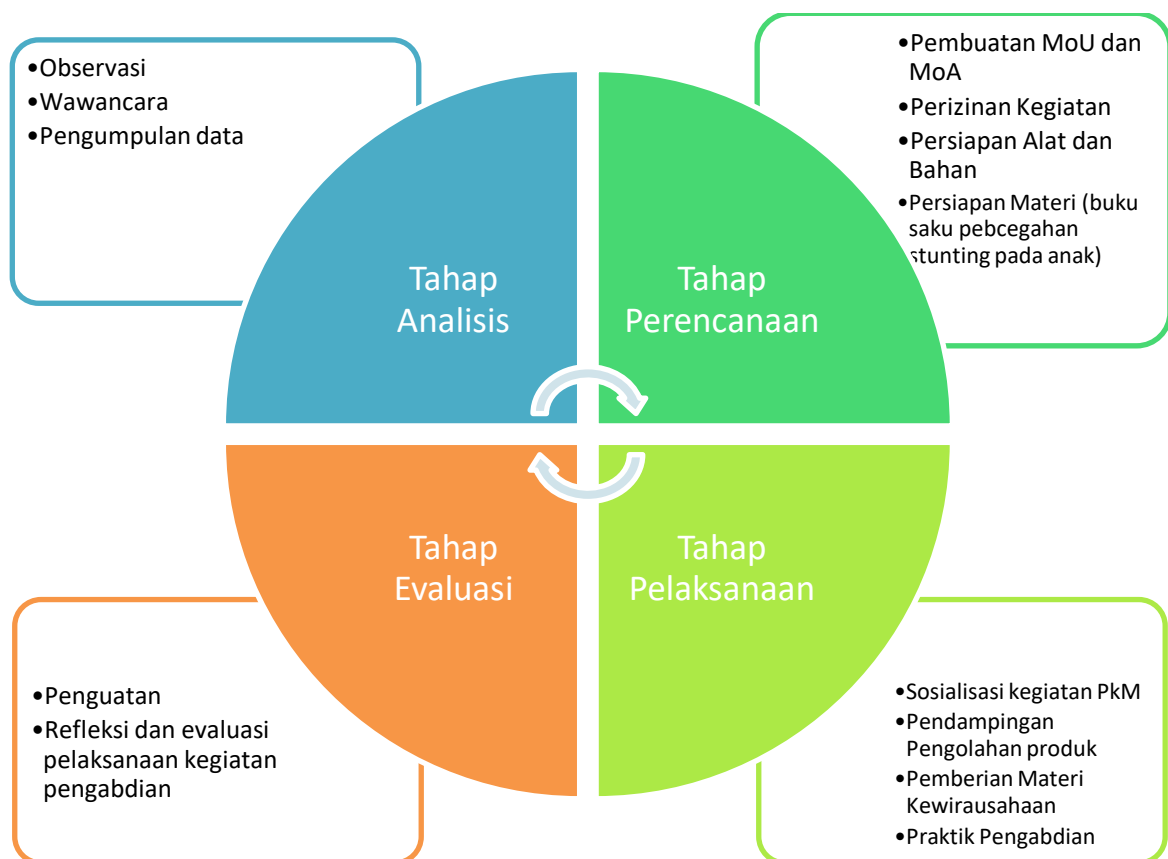 •Observasi
•Wawancara
•Pengumpulan data
•Pembuatan MoU dan
MoA
•Perizinan Kegiatan
•Persiapan Alat dan
Bahan
•Persiapan Materi (buku
saku pebcegahan
stunting pada anak)
Tahap
Analisis
Tahap
Perencanaan
Tahap
Evaluasi
Tahap
Pelaksanaan
•Penguatan
•Refleksi dan evaluasi
pelaksanaan kegiatan
pengabdian
•Sosialisasi kegiatan PkM
•Pendampingan
Pengolahan produk
•Pemberian Materi
Kewirausahaan
•Praktik Pengabdian